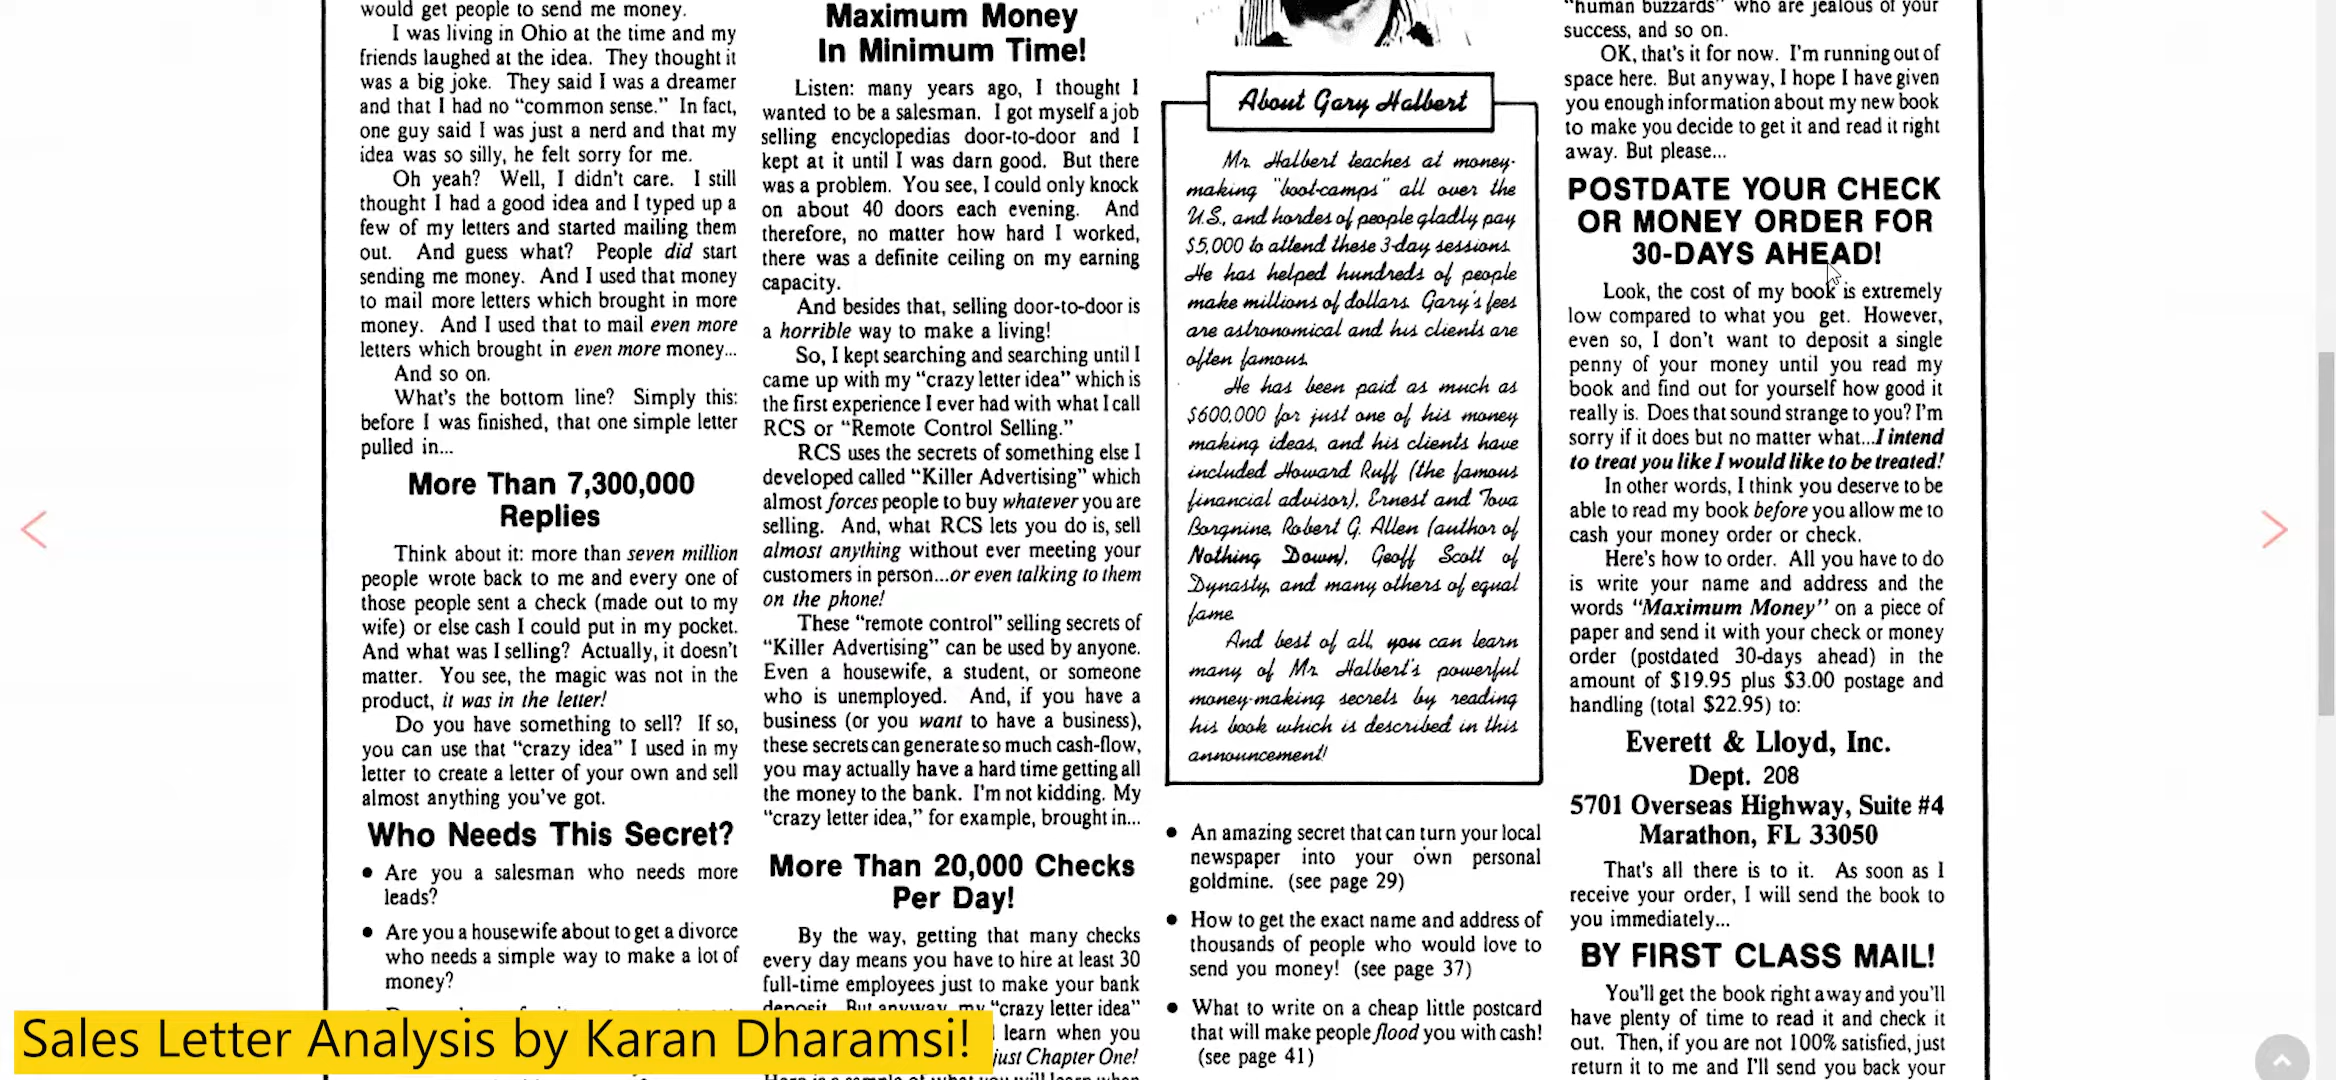 would get people to send me money.
I was living in Ohio at the time and my
friends laughed at the idea. They thought it
was a big joke. They said I was a dreamer
and that I had no “common sense.” In fact,
one guy said I was just a nerd and that my
idea was so silly, he felt sorry for me.
Oh yeah? Well, I didn't care. I still
thought I had a good idea and I typed up a
few of my letters and started mailing them
out. And guess what? People did start
sending me money. And I used that money
to mail more letters which brought in more
money. And I used that to mail even more
letters which brought in even more money...
And so on.
What's the bottom line? Simply this:
before I was finished, that one simple letter
pulled in...
More Than 7,300,000
Replies
Think about it: more than seven million
people wrote back to me and every one of
those people sent a check (made out to my
wife) or else cash I could put in my pocket.
And what was I selling? Actually, it doesn't
matter. You see, the magic was not in the
product, it was in the letter!
Do you have something to sell? If so,
you can use that “crazy idea” I used in my
letter to create a letter of your own and sell
almost anything you've got.
Who Needs This Secret?
• Are you a salesman who needs more
leads?
• Are you a housewife about to get a divorce
who needs a simple way to make a lot of
money?
Maximum Money
In Minimum Time!
Listen: many years ago, I thought I
wanted to be a salesman. I got myself a job
selling encyclopedias door-to-door and I
kept at it until I was darn good. But there
was a problem. You see, I could only knock
on about 40 doors each evening. And
therefore, no matter how hard I worked,
there was a definite ceiling on my earning
capacity.
And besides that, selling door-to-door is
a horrible way to make a living!
So, I kept searching and searching until I
came up with my “crazy letter idea” which is
the first experience I ever had with what I call
RCS or “Remote Control Selling.”
RCS uses the secrets of something else I
developed called “Killer Advertising” which
almost forces people to buy whatever you are
selling. And, what RCS lets you do is, sell
almost anything without ever meeting your
customers in person...or even talking to them
on the phone!
These “remote control” selling secrets of
“Killer Advertising” can be used by anyone.
Even a housewife, a student, or someone
who is unemployed. And, if you have a
business (or you want to have a business),
these secrets can generate so much cash-flow,
you may actually have a hard time getting all
the money to the bank. I'm not kidding. My
“crazy letter idea,” for example, brought in...
More Than 20,000 Checks
Per Day!
By the way, getting that many checks
every day means you have to hire at least 30
full-time employees just to make your bank
deposit. But anyway, my “crazy letter idea”
learn when you
just Chapter One!
About Gary Halbert
Mr. Halbert teaches at money-
making "boot-camps" all over the
U.S., and hordes of people gladly pay
$5,000 to attend these 3-day sessions.
He has helped hundreds of people
make millions of dollars. Gary's fees
are astronomical and his clients are
often famous.
He has been paid as much as
$600,000 for just one of his money
making ideas, and his clients have
included Howard Ruff (the famous
financial advisor), Ernest and Tova
Borgnine, Robert G. Allen (author of
Nothing Down), Geoff Scott of
Dynasty, and many others of equal
fame.
And best of all, you can learn
many of Mr. Halbert's powerful
money-making secrets by reading
his book which is described in this
announcement!
• An amazing secret that can turn your local
newspaper into your own personal
goldmine. (see page 29)
• How to get the exact name and address of
thousands of people who would love to
send you money! (see page 37)
• What to write on a cheap little postcard
that will make people flood you with cash!
(see page 41)
“human buzzards” who are jealous of your
success, and so on.
OK, that's it for now. I'm running out of
space here. But anyway, I hope I have given
you enough information about my new book
to make you decide to get it and read it right
away. But please...
POSTDATE YOUR CHECK
OR MONEY ORDER FOR
30-DAYS AHEAD!
Look, the cost of my book is extremely
low compared to what you get. However,
even so, I don't want to deposit a single
penny of your money until you read my
book and find out for yourself how good it
really is. Does that sound strange to you? I'm
sorry if it does but no matter what...I intend
to treat you like I would like to be treated!
In other words, I think you deserve to be
able to read my book before you allow me to
cash your money order or check.
Here's how to order. All you have to do
is write your name and address and the
words “Maximum Money” on a piece of
paper and send it with your check or money
order (postdated 30-days ahead) in the
amount of $19.95 plus $3.00 postage and
handling (total $22.95) to:
Everett & Lloyd, Inc.
Dept. 208
5701 Overseas Highway, Suite #4
Marathon, FL 33050
That's all there is to it. As soon as I
receive your order, I will send the book to
you immediately...
BY FIRST CLASS MAIL!
You'll get the book right away and you'll
have plenty of time to read it and check it
out. Then, if you are not 100% satisfied, just
return it to me and I'll send you back your
Sales Letter Analysis by Karan Dharamsi!